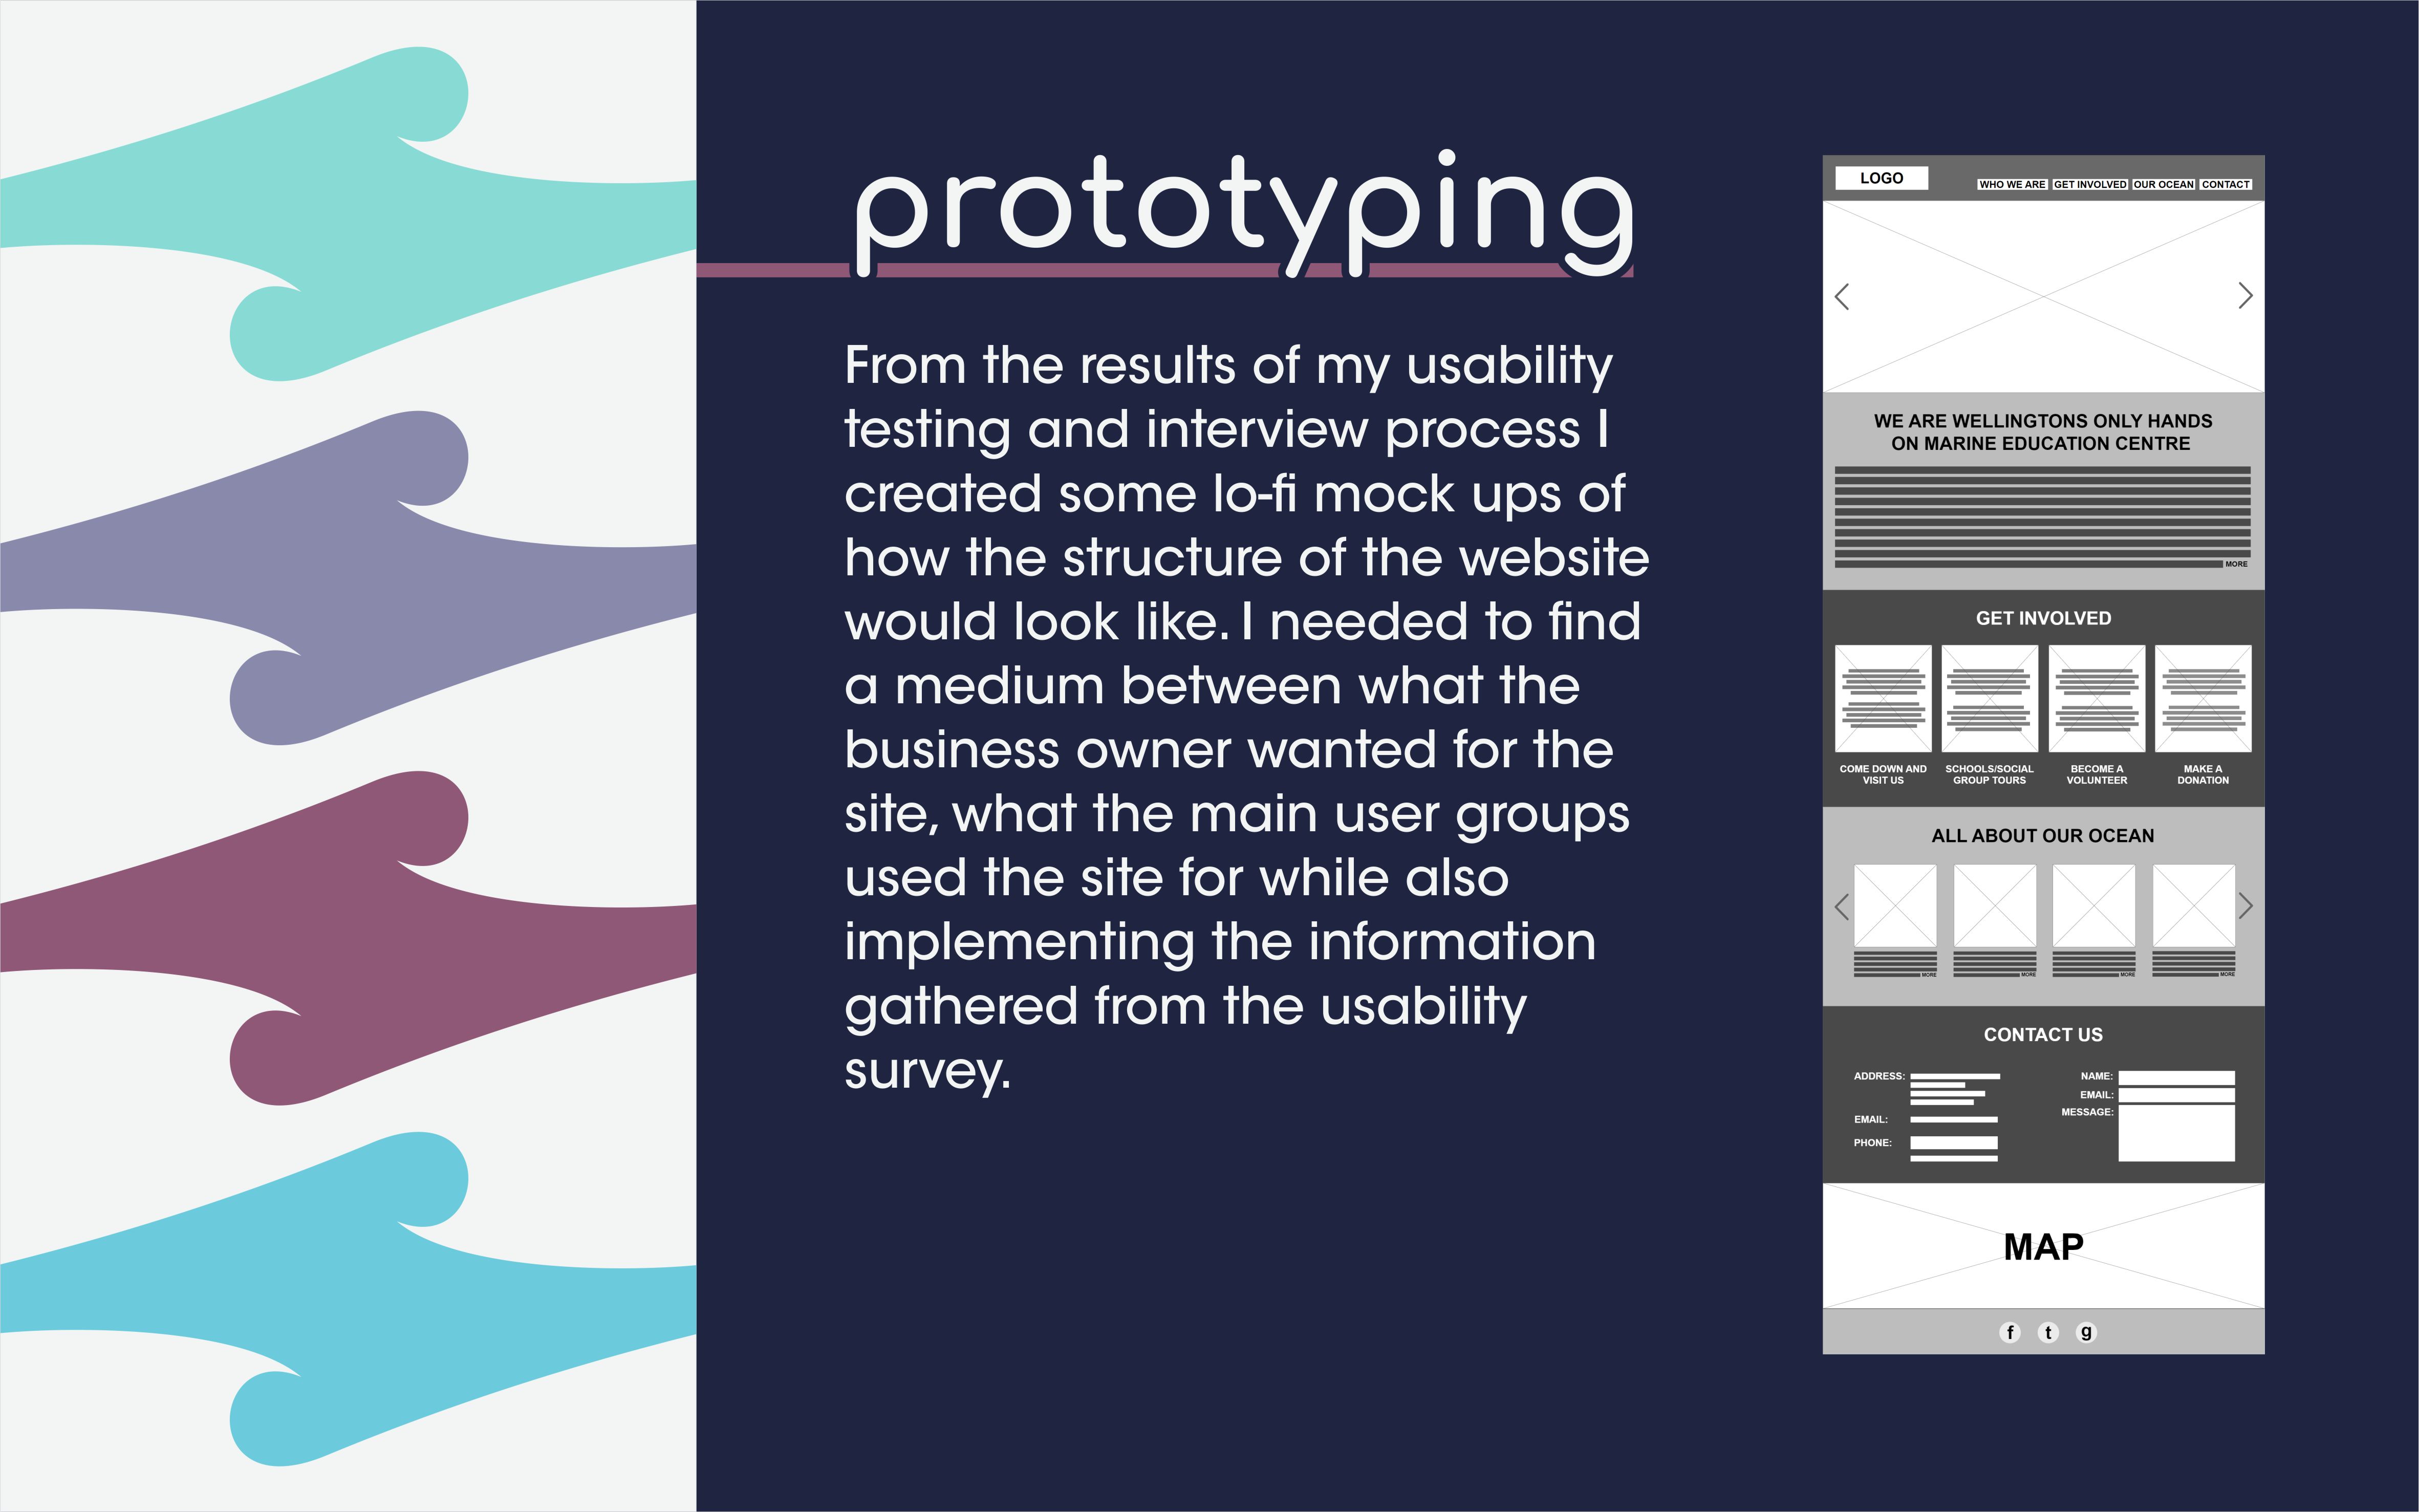 prototyping
From the results of my usability
testing and interview process I
created some lo-fi mock ups of
how the structure of the website
would look like. I needed to find
a medium between what the
business owner wanted for the
site, what the main user groups
used the site for while also
implementing the information
gathered from the usability
survey.
LOGO
WHO WE ARE GET INVOLVED OUR OCEAN CONTACT
WE ARE WELLINGTONS ONLY HANDS
ON MARINE EDUCATION CENTRE
MORE
GET INVOLVED
COME DOWN AND
VISIT US
SCHOOLS/SOCIAL
GROUP TOURS
BECOME A
VOLUNTEER
MAKE A
DONATION
ALL ABOUT OUR OCEAN
MORE MORE MORE MORE
CONTACT US
ADDRESS:
EMAIL:
PHONE:
NAME:
EMAIL:
MESSAGE:
MAP
f t g